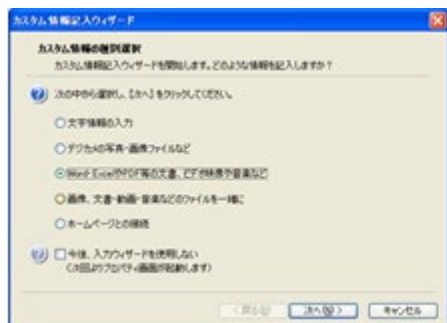 カスタム情報記入ウィザード
カスタム情報の種別選択
カスタム情報記入ウィザードを開始します。どのような情報を記入しますか?
次の中から選択し、[次へ]をクリックしてください。
文字情報の入力
デジカメの写真・画像ファイルなど
Word・ExcelやPDF等の文書、ビデオ映像や音楽など
画像、文書・動画・音楽などのファイルを一緒に
ホームページとの接続
今後、入力ウィザードを使用しない
(次回よりプロパティ画面が起動します)
< 戻る(B) 次へ(N) > キャンセル